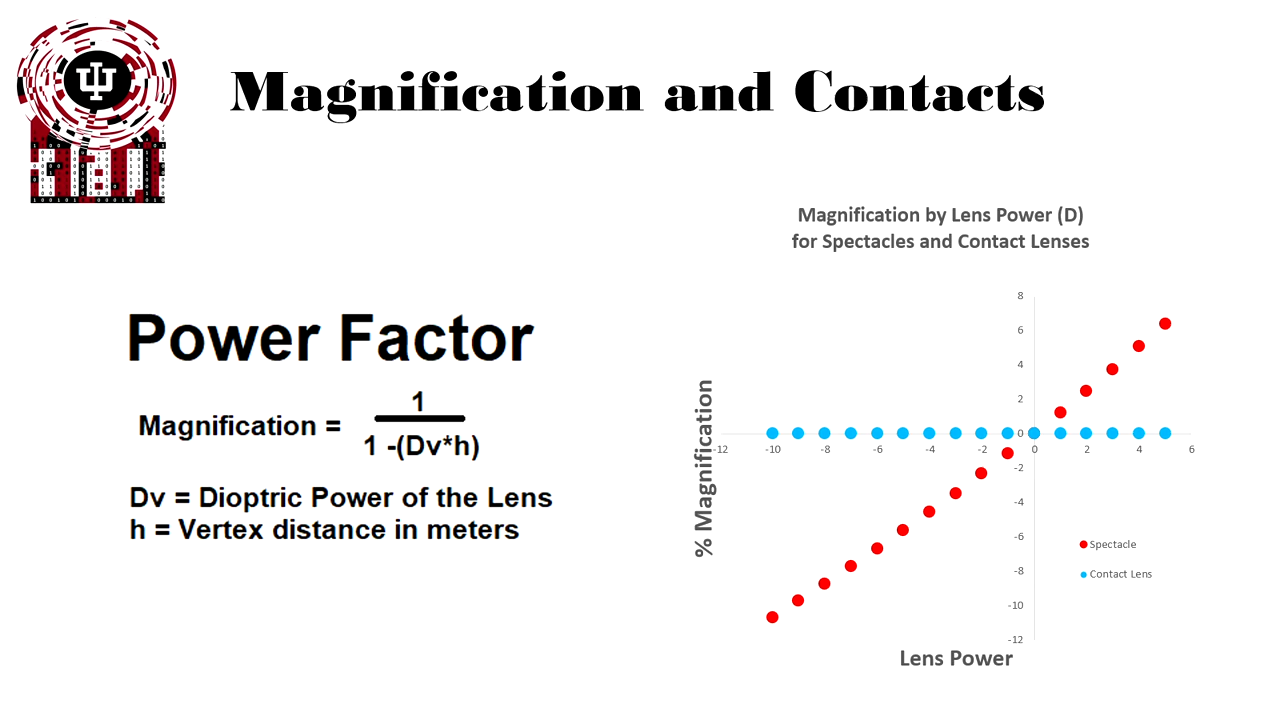 Magnification and Contacts
Power Factor
Magnification = 1
1 -(Dv*h)
Dv = Dioptric Power of the Lens
h = Vertex distance in meters
Magnification by Lens Power (D)
for Spectacles and Contact Lenses
% Magnification
8
6
4
2
0
-2
-4
-6
-8
-10
-12
-12 -10 -8 -6 -4 -2 0 2 4 6
Spectacle
Contact Lens
Lens Power